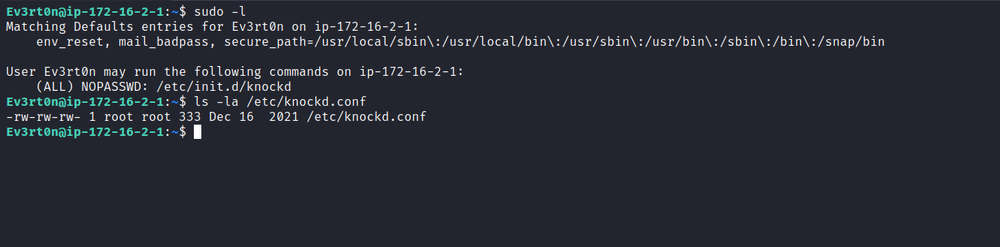 Ev3rt0n@ip-172-16-2-1:~$ sudo -l
Matching Defaults entries for Ev3rt0n on ip-172-16-2-1:
    env_reset, mail_badpass, secure_path=/usr/local/sbin\:/usr/local/bin\:/usr/sbin\:/usr/bin\:/sbin\:/bin\:/snap/bin

User Ev3rt0n may run the following commands on ip-172-16-2-1:
    (ALL) NOPASSWD: /etc/init.d/knockd
Ev3rt0n@ip-172-16-2-1:~$ ls -la /etc/knockd.conf
-rw-rw-rw- 1 root root 333 Dec 16  2021 /etc/knockd.conf
Ev3rt0n@ip-172-16-2-1:~$